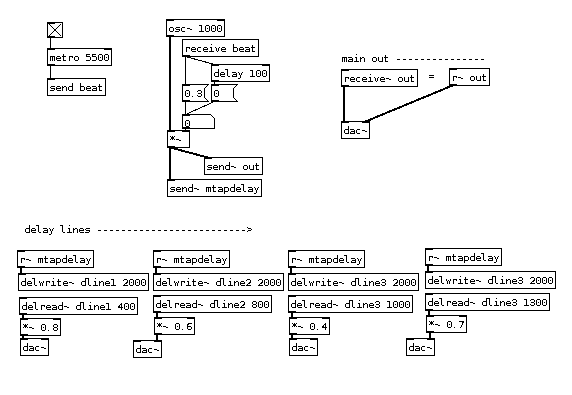 osc~ 1000
receive beat
metro 5500
delay 100
send beat
0.3
0
0
*~
send~ out
send~ mtapdelay
main out ----------------
receive~ out
=
r~ out
dac~
delay lines --------------------------->
r~ mtapdelay
delwrite~ dline1 2000
delread~ dline1 400
*~ 0.8
dac~
r~ mtapdelay
delwrite~ dline2 2000
delread~ dline2 800
*~ 0.6
dac~
r~ mtapdelay
delwrite~ dline3 2000
delread~ dline3 1000
*~ 0.4
dac~
r~ mtapdelay
delwrite~ dline3 2000
delread~ dline3 1300
*~ 0.7
dac~